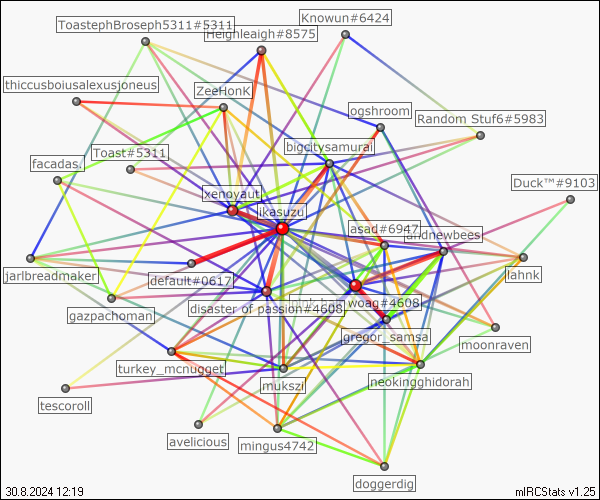 Knowun#6424
ToastephBroseph5311#5311
Heighleaigh#8575
thiccusboiusalexusjoneus
ZeeHonK
ogshroom
Random Stuf6#5983
bigcitysamurai
Toast#5311
facadas.
Duck™#9103
xenoyaut
ikasuzu
asad#6947
andnewbees
jarlbreadmaker
default#0617
lahnk
gazpachoman
disaster of passion#4608
woag#4608
gregor_samsa
moonraven
turkey_mcnugget
mukszi
neokingghidorah
tescoroll
avelicious
mingus4742
doggerdig
30.8.2024 12:19
mIRCStats v1.25